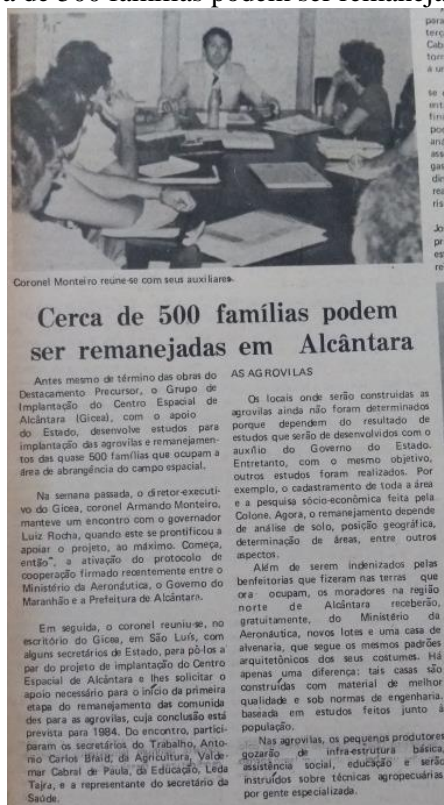 a de 500 famílias podem ser remanej
Coronel Monteiro reúne-se com seus auxiliares.
Cerca de 500 famílias podem
ser remanejadas em Alcântara
Antes mesmo de término das obras do
Destacamento Precursor, o Grupo de
Implantação do Centro Espacial de
Alcântara (Gicea), com o apoio
do Estado, desenvolve estudos para
implantação das agrovilas e remanejamen-
tos das quase 500 famílias que ocupam a
área de abrangência do campo espacial.
Na semana passada, o diretor-executi-
vo do Gicea, coronel Armando Monteiro,
manteve um encontro com o governador
Luiz Rocha, quando este se prontificou a
apoiar o projeto, ao máximo. Começa,
então", a ativação do protocolo de
cooperação firmado recentemente entre o
Ministério da Aeronáutica, o Governo do
Maranhão e a Prefeitura de Alcântara.
Em seguida, o coronel reuniu-se, no
escritório do Gicea, em São Luís, com
alguns secretários de Estado, para pô-los a
par do projeto de implantação do Centro
Espacial de Alcântara e lhes solicitar o
apoio necessário para o início da primeira
etapa do remanejamento das comunida
des para as agrovilas, cuja conclusão está
prevista para 1984. Do encontro, partici-
param os secretários do Trabalho, Anto-
nio Carlos Braid, da Agricultura, Valde-
mar Cabral de Paula, da Educação, Leda
Tajra, e a representante do secretário da
Saúde.
AS AGROVILAS
Os locais onde serão construídas as
agrovilas ainda não foram determinados
porque dependem do resultado de
estudos que serão de desenvolvidos com o
auxílio do Governo do Estado.
Entretanto, com o mesmo objetivo,
outros estudos foram realizados. Por
exemplo, o cadastramento de toda a área
e a pesquisa sócio-econômica feita pela
Colone. Agora, o remanejamento depende
de análise de solo, posição geográfica,
determinação de áreas, entre outros
aspectos.
Além de serem indenizados pelas
benfeitorias que fizeram nas terras que
ora ocupam, os moradores na região
norte de Alcântara receberão,
gratuitamente, do Ministério da
Aeronáutica, novos lotes e uma casa de
alvenaria, que segue os mesmos padrões
arquitetônicos dos seus costumes. Há
apenas uma diferença: tais casas são
construídas com material de melhor
qualidade e sob normas de engenharia
baseada em estudos feitos junto à
população.
Nas agrovilas, os pequenos produtores
gozarão de infra-estrutura básica,
assistência social, educação e serão
instruídos sobre técnicas agropecuárias
por gente especializada.